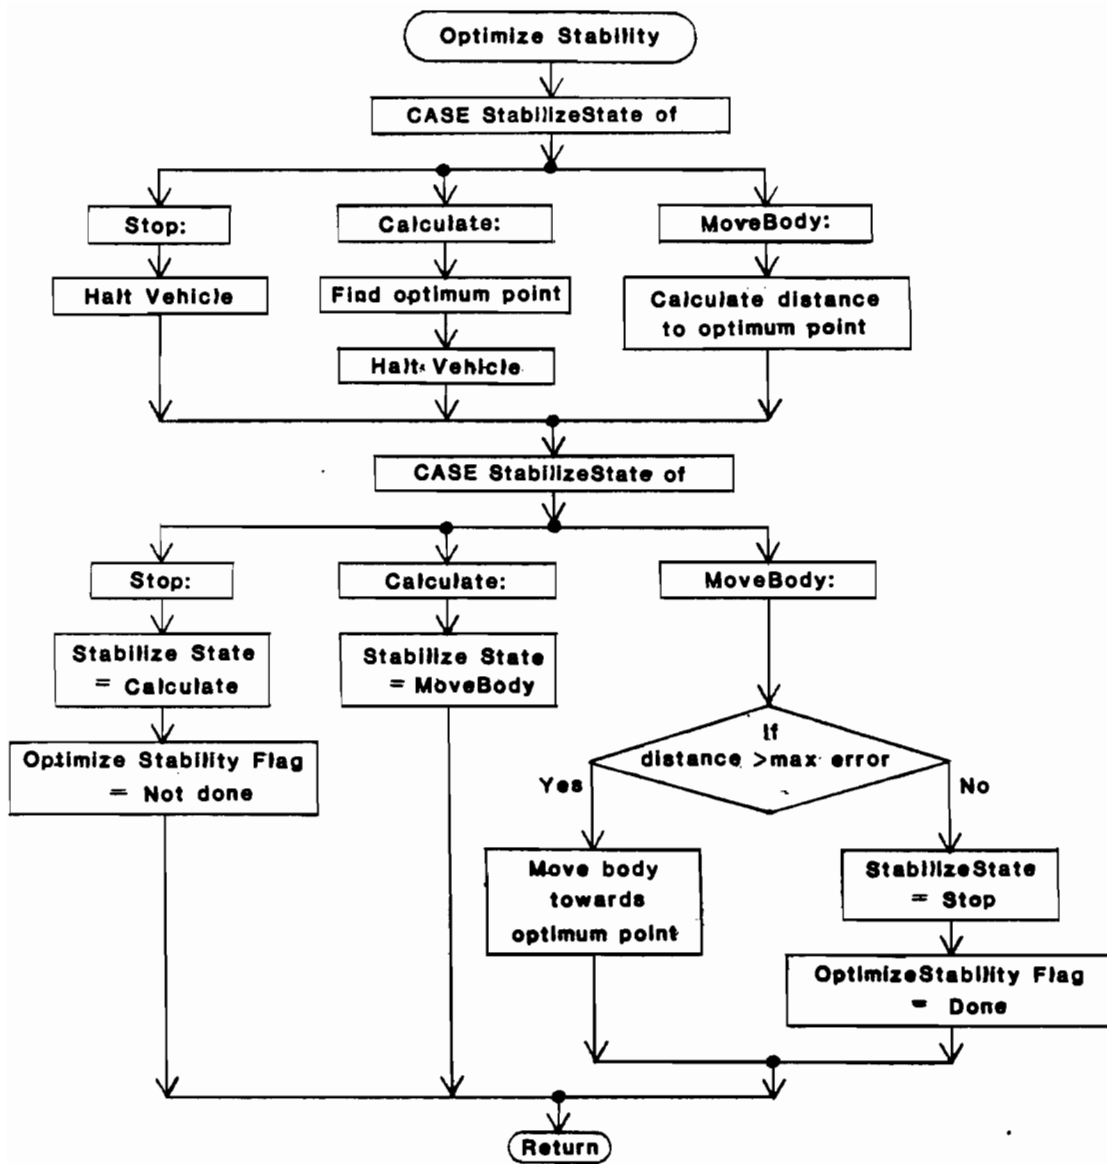 Optimize Stability
CASE StabilizeState of
Stop:
Calculate:
MoveBody:
Halt Vehicle
Find optimum point
Calculate distance
to optimum point
Halt Vehicle
CASE StabilizeState of
Stop:
Calculate:
MoveBody:
Stabilize State
= Calculate
Stabilize State
= MoveBody
Optimize Stability Flag
= Not done
If
distance >max error
Yes
No
Move body
towards
optimum point
StabilizeState
= Stop
OptimizeStability Flag
= Done
Return